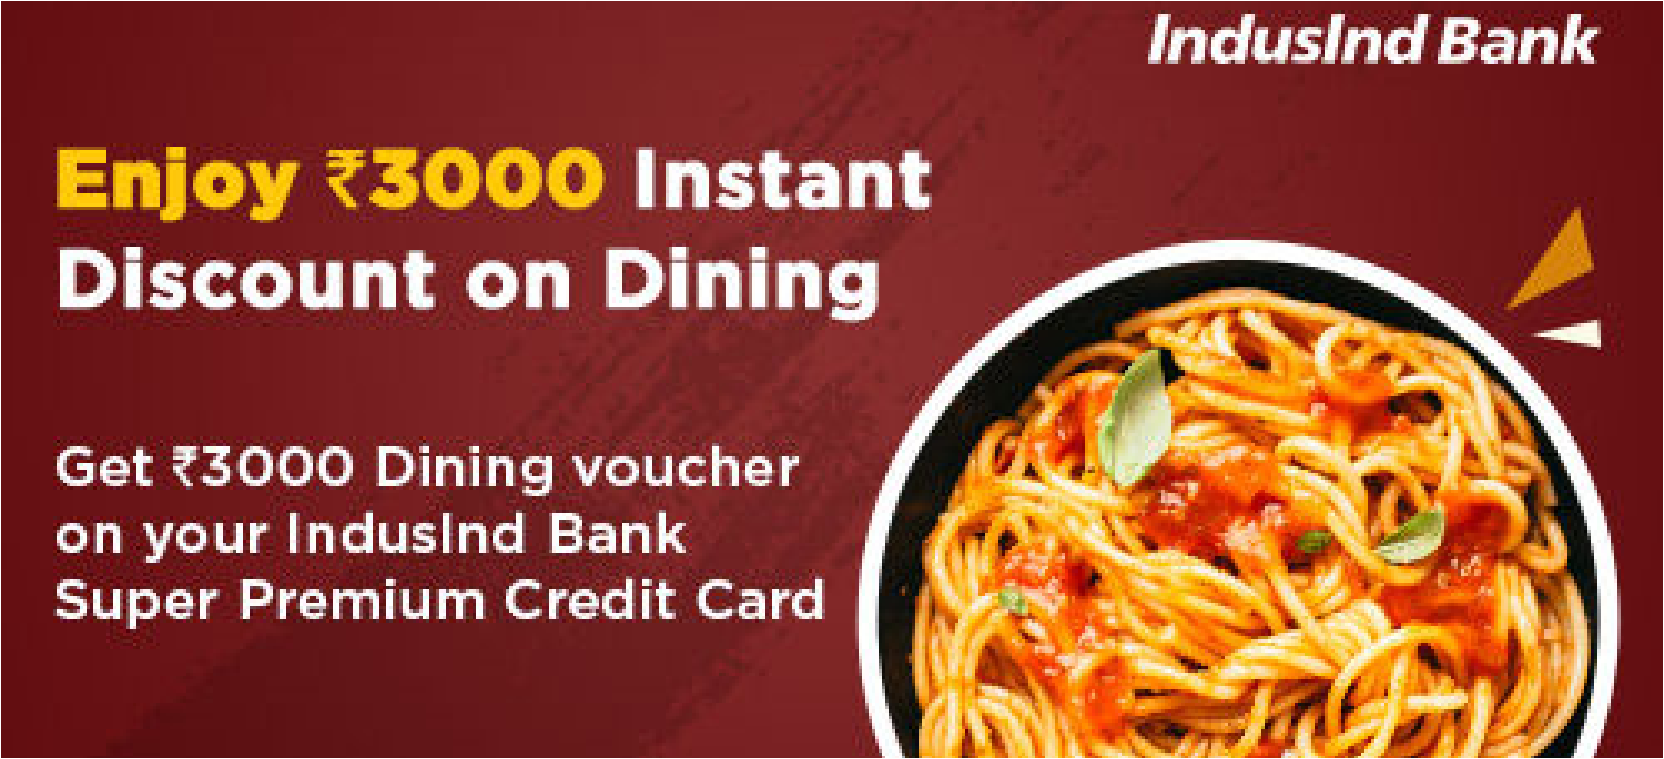 IndusInd Bank
Enjoy ₹3000 Instant
Discount on Dining
Get ₹3000 Dining voucher
on your IndusInd Bank
Super Premium Credit Card